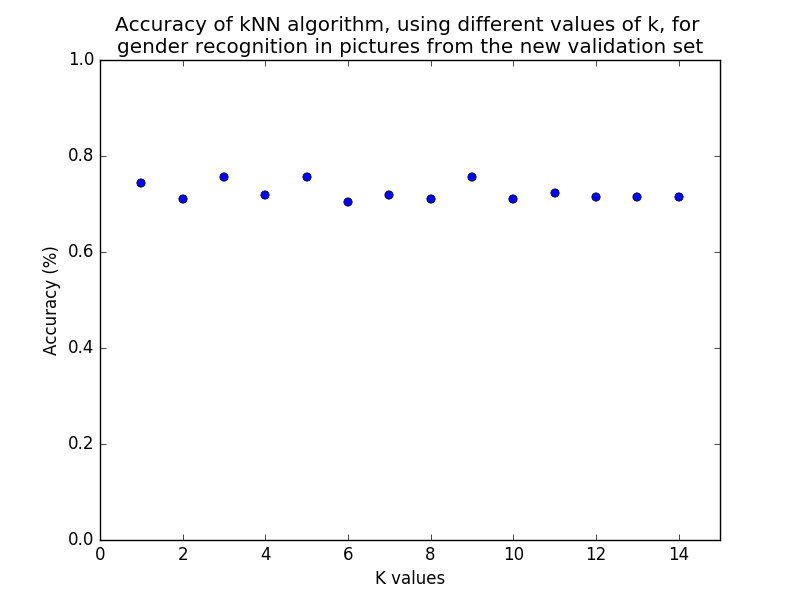 Accuracy of kNN algorithm, using different values of k, for
gender recognition in pictures from the new validation set
1.0
0.8
0.6
0.4
0.2
0.0
Accuracy (%)
0 2 4 6 8 10 12 14
K values